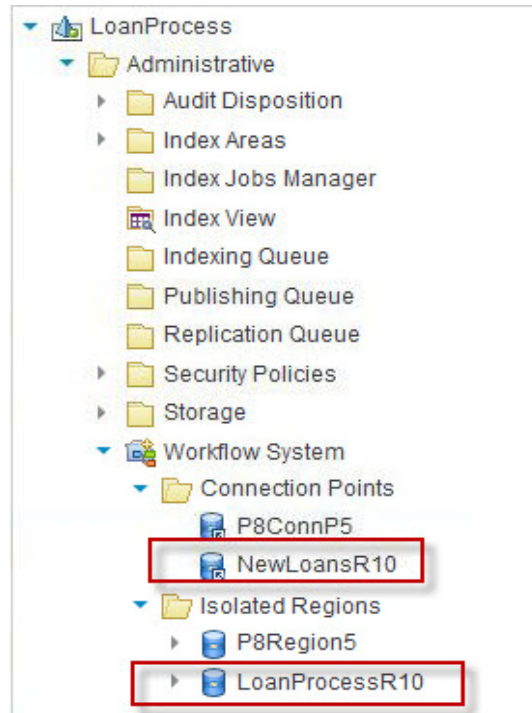 LoanProcess
Administrative
Audit Disposition
Index Areas
Index Jobs Manager
Index View
Indexing Queue
Publishing Queue
Replication Queue
Security Policies
Storage
Workflow System
Connection Points
P8ConnP5
NewLoansR10
Isolated Regions
P8Region5
LoanProcessR10